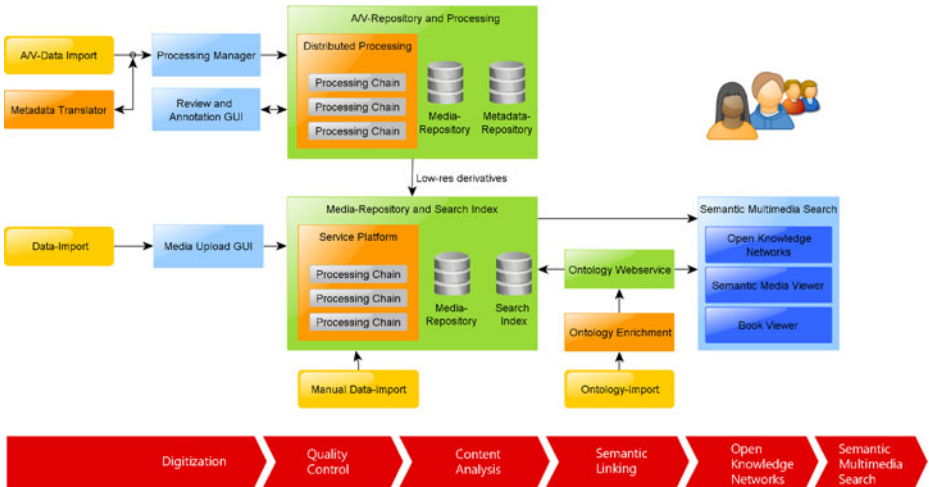 A/V-Repository and Processing
A/V-Data Import
Processing Manager
Distributed Processing
Processing Chain
Processing Chain
Processing Chain
Metadata Translator
Review and
Annotation GUI
Media-
Repository
Metadata-
Repository
Low-res derivatives
Media-Repository and Search Index
Semantic Multimedia Search
Data-Import
Media Upload GUI
Service Platform
Processing Chain
Processing Chain
Processing Chain
Media-
Repository
Search
Index
Ontology Webservice
Open Knowledge
Networks
Semantic Media Viewer
Ontology Enrichment
Book Viewer
Manual Data-Import
Ontology-Import
Digitization
Quality
Control
Content
Analysis
Semantic
Linking
Open
Knowledge
Networks
Semantic
Multimedia
Search